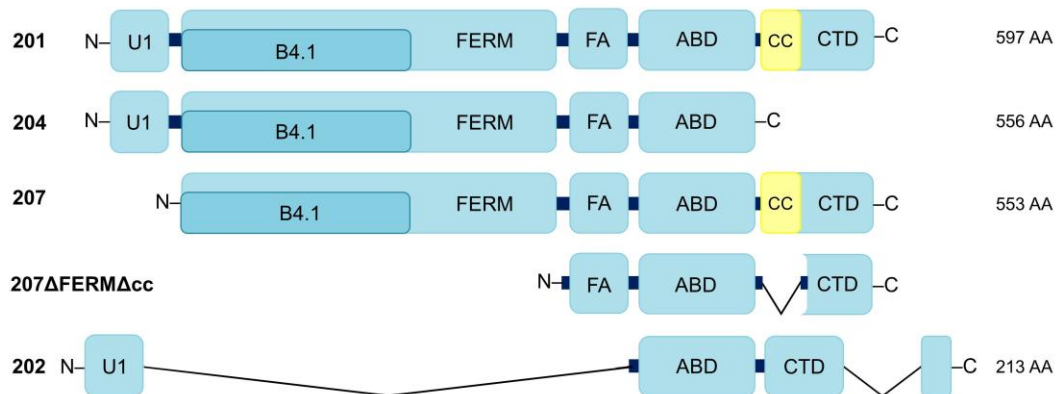 201 N U1 B4.1 FERM FA ABD CC CTD C 597 AA
204 N U1 B4.1 FERM FA ABD C 556 AA
207 N B4.1 FERM FA ABD CC CTD C 553 AA
207ΔFERMΔcc N FA ABD CTD C
202 N U1 ABD CTD C 213 AA